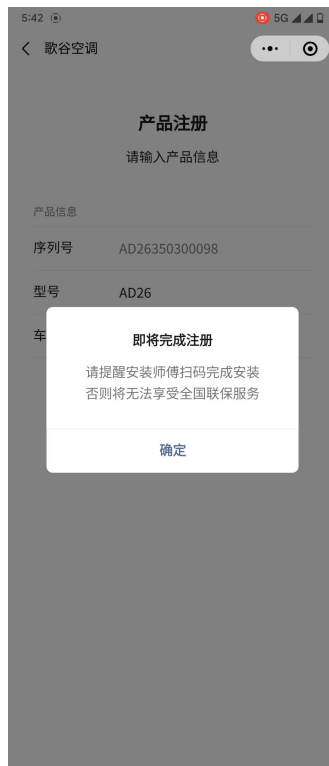 5:42
5G
歌谷空调
产品注册
请输入产品信息
产品信息
序列号 AD26350300098
型号 AD26
车
即将完成注册
请提醒安装师傅扫码完成安装
否则将无法享受全国联保服务
确定